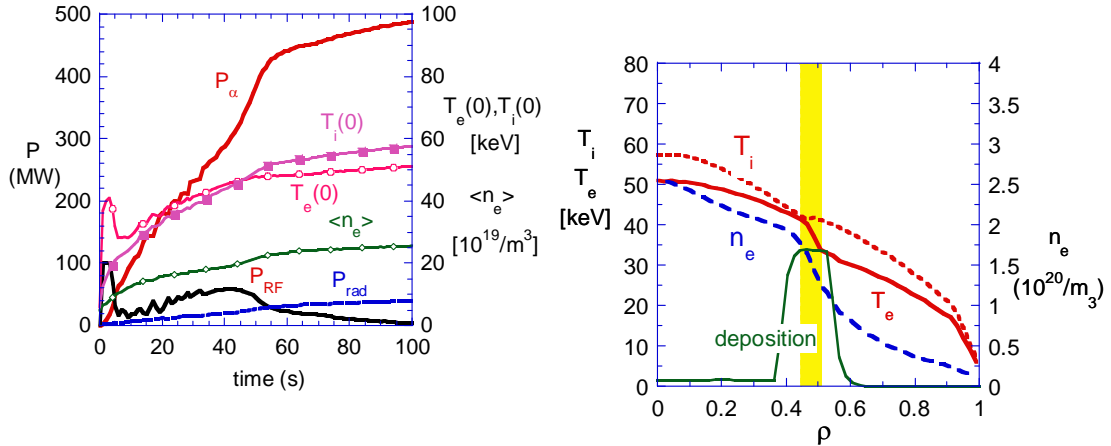 500
400
300
200
100
0
P
(MW)
0 20 40 60 80 100
time (s)
100
80
60
40
20
0
T_e(0),T_i(0)
[keV]
<n_e>
[10^19/m^3]
P_α
T_i(0)
T_e(0)
<n_e>
P_RF
P_rad
80
70
60
50
40
30
20
10
0
T_i
T_e
[keV]
0 0.2 0.4 0.6 0.8 1
ρ
4
3.5
3
2.5
2
1.5
1
0.5
0
n_e
(10^20/m_3)
T_i
n_e
T_e
deposition